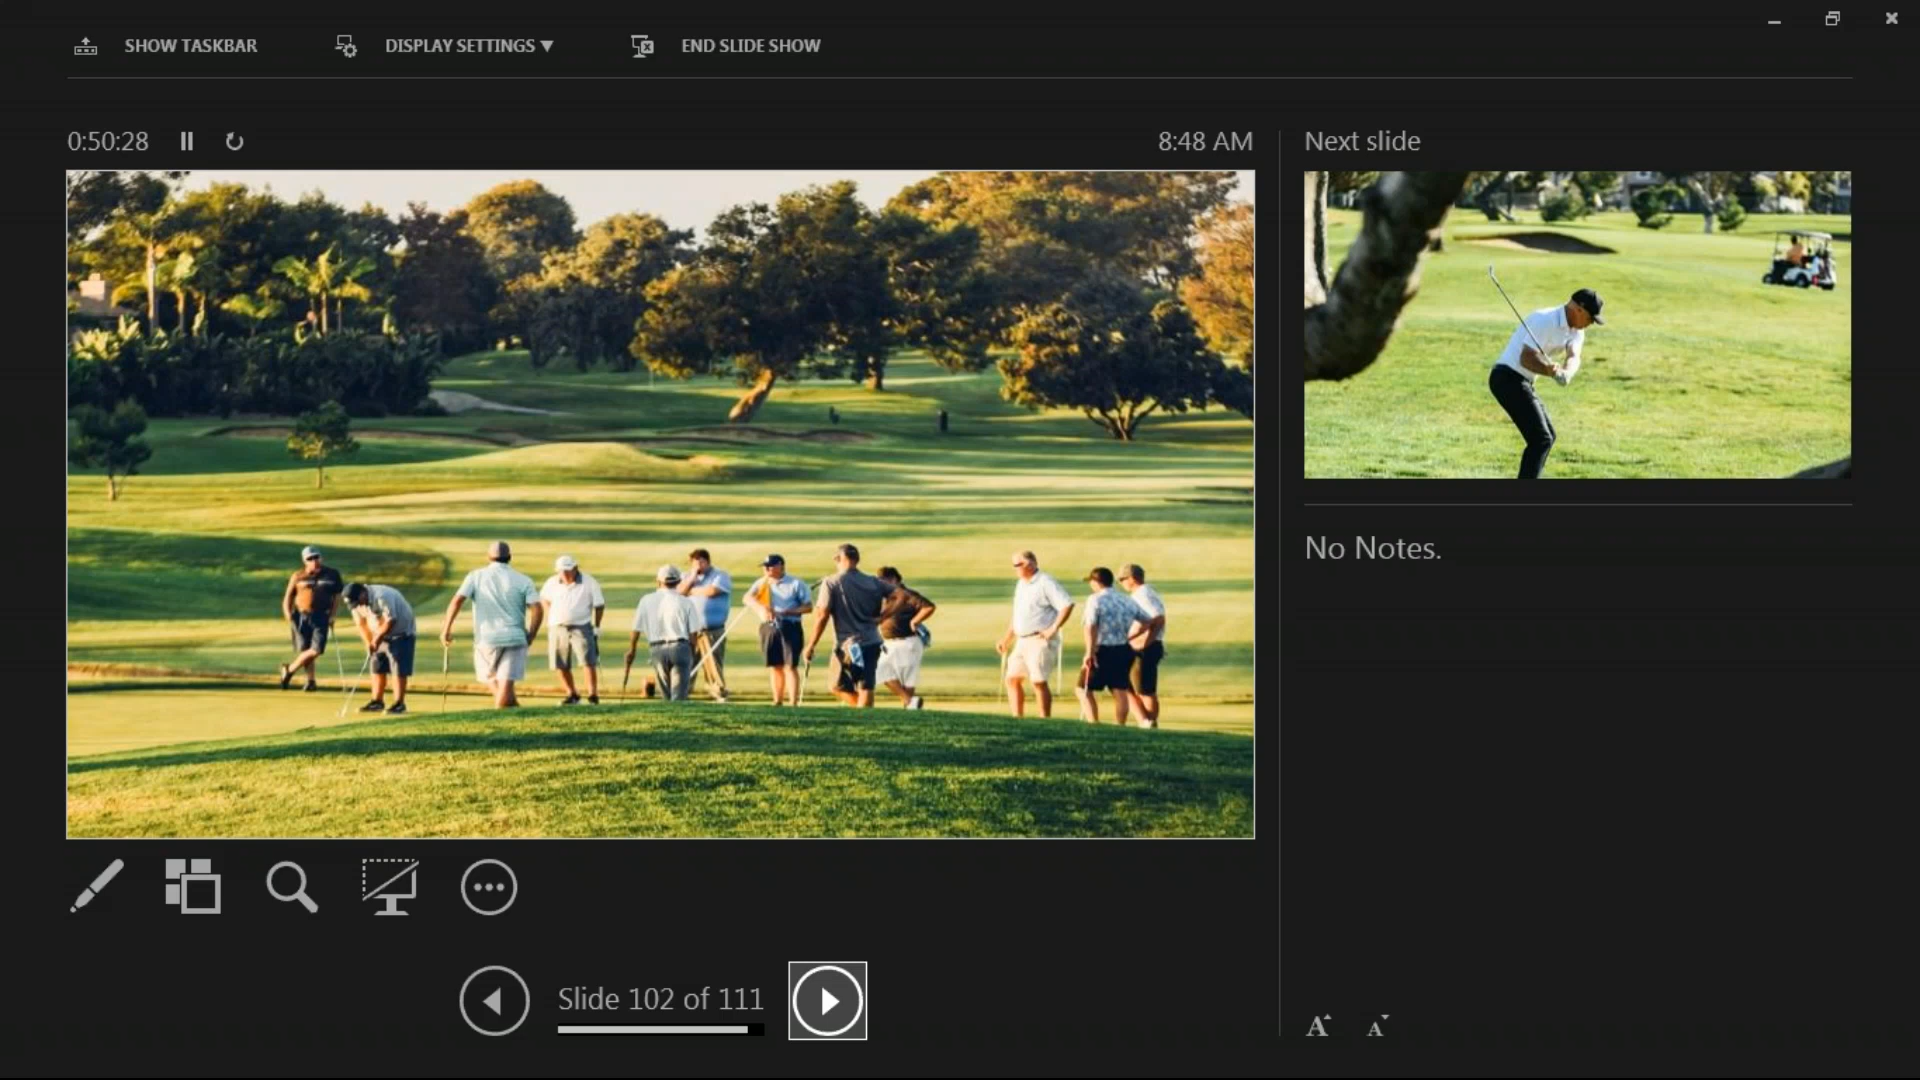 SHOW TASKBAR
DISPLAY SETTINGS ▼
END SLIDE SHOW
0:50:28
8:48 AM
Next slide
No Notes.
Slide 102 of 111
A A